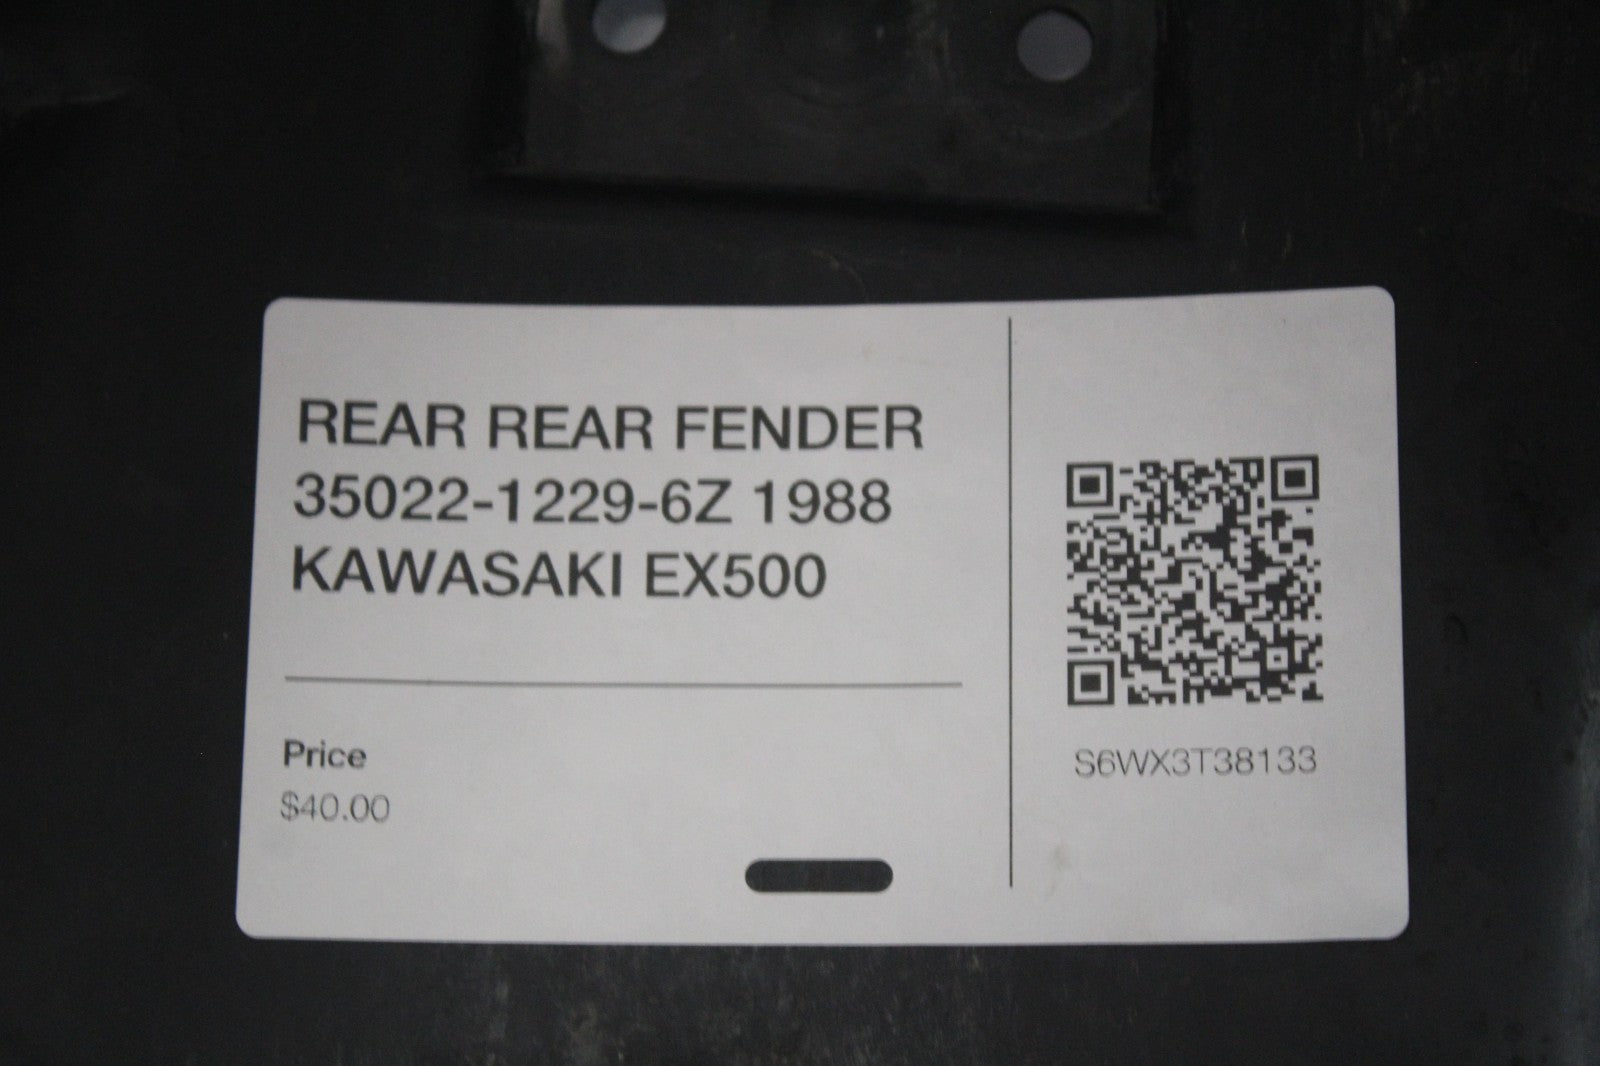 REAR REAR FENDER
35022-1229-6Z 1988
KAWASAKI EX500
Price
$40.00
S6WX3T38133